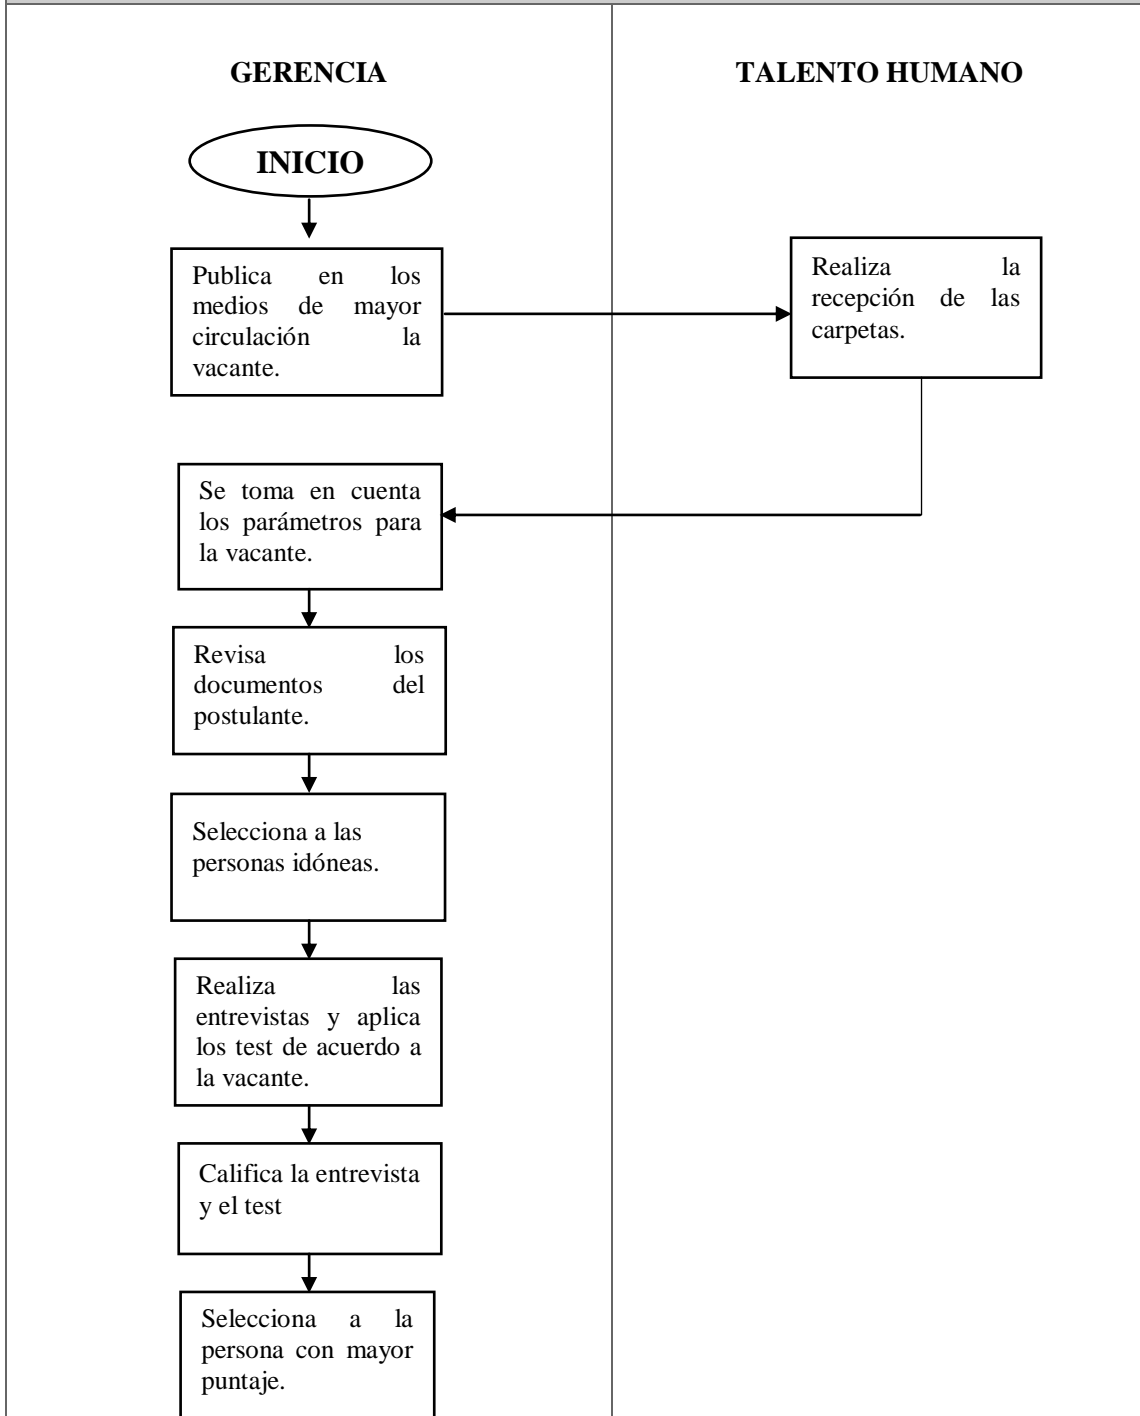 GERENCIA
TALENTO HUMANO
INICIO
Publica en los
medios de mayor
circulación la
vacante.
Realiza la
recepción de las
carpetas.
Se toma en cuenta
los parámetros para
la vacante.
Revisa los
documentos del
postulante.
Selecciona a las
personas idóneas.
Realiza las
entrevistas y aplica
los test de acuerdo a
la vacante.
Califica la entrevista
y el test
Selecciona a la
persona con mayor
puntaje.